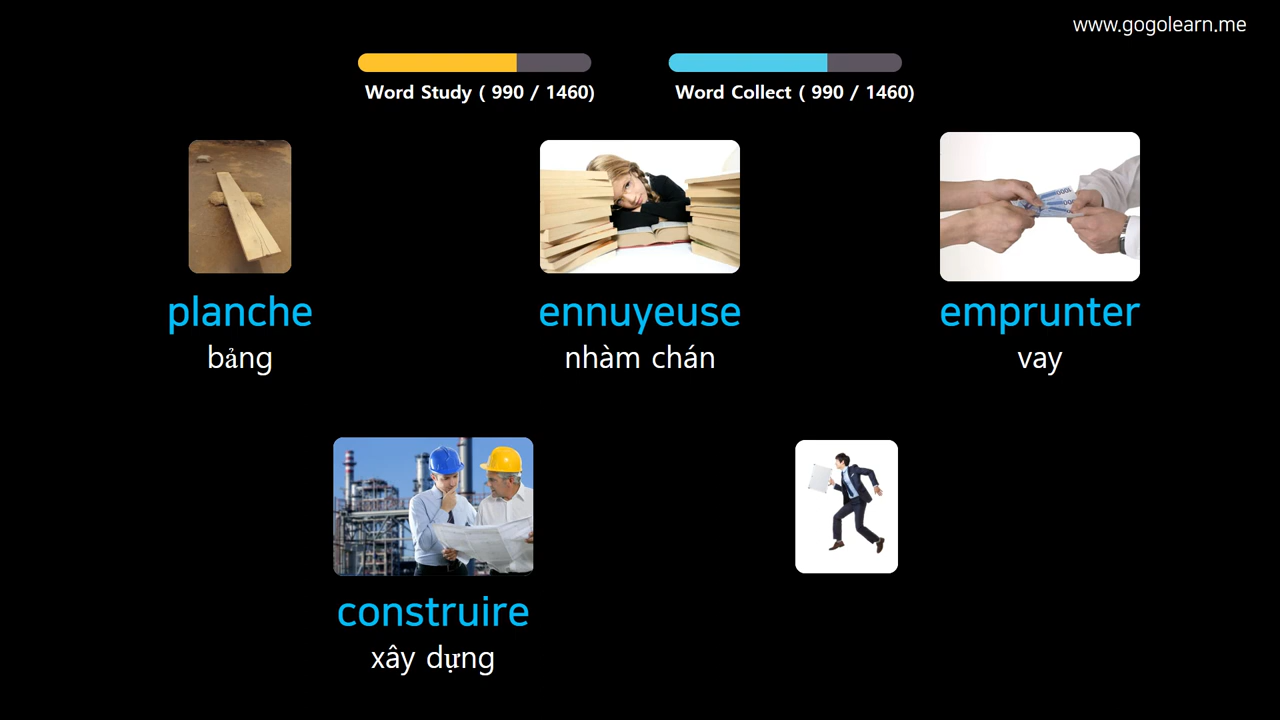 www.gogolearn.me
Word Study ( 990 / 1460)
Word Collect ( 990 / 1460)
planche
bảng
ennuyeuse
nhàm chán
emprunter
vay
construire
xây dựng